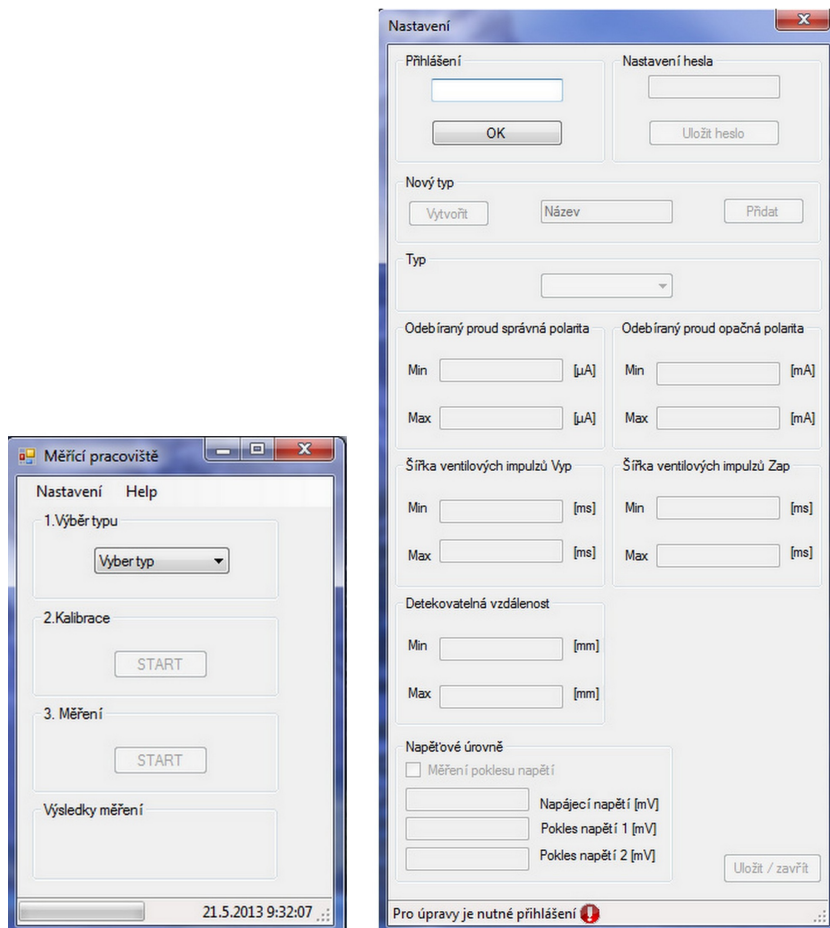 Měřící pracoviště
Nastavení Help
1.Výběr typu
Vyber typ
2.Kalibrace
START
3. Měření
START
Výsledky měření
21.5.2013 9:32:07
Nastavení
Přihlášení Nastavení hesla
OK Uložit heslo
Nový typ
Vytvořit Název Přidat
Typ
Odebíraný proud správná polarita Odebíraný proud opačná polarita
Min [µA] Min [mA]
Max [µA] Max [mA]
Šířka ventilových impulzů Vyp Šířka ventilových impulzů Zap
Min [ms] Min [ms]
Max [ms] Max [ms]
Detekovatelná vzdálenost
Min [mm]
Max [mm]
Napěťové úrovně
Měření poklesu napětí
Napájecí napětí [mV]
Pokles napětí 1 [mV]
Pokles napětí 2 [mV]
Uložit / zavřít
Pro úpravy je nutné přihlášení